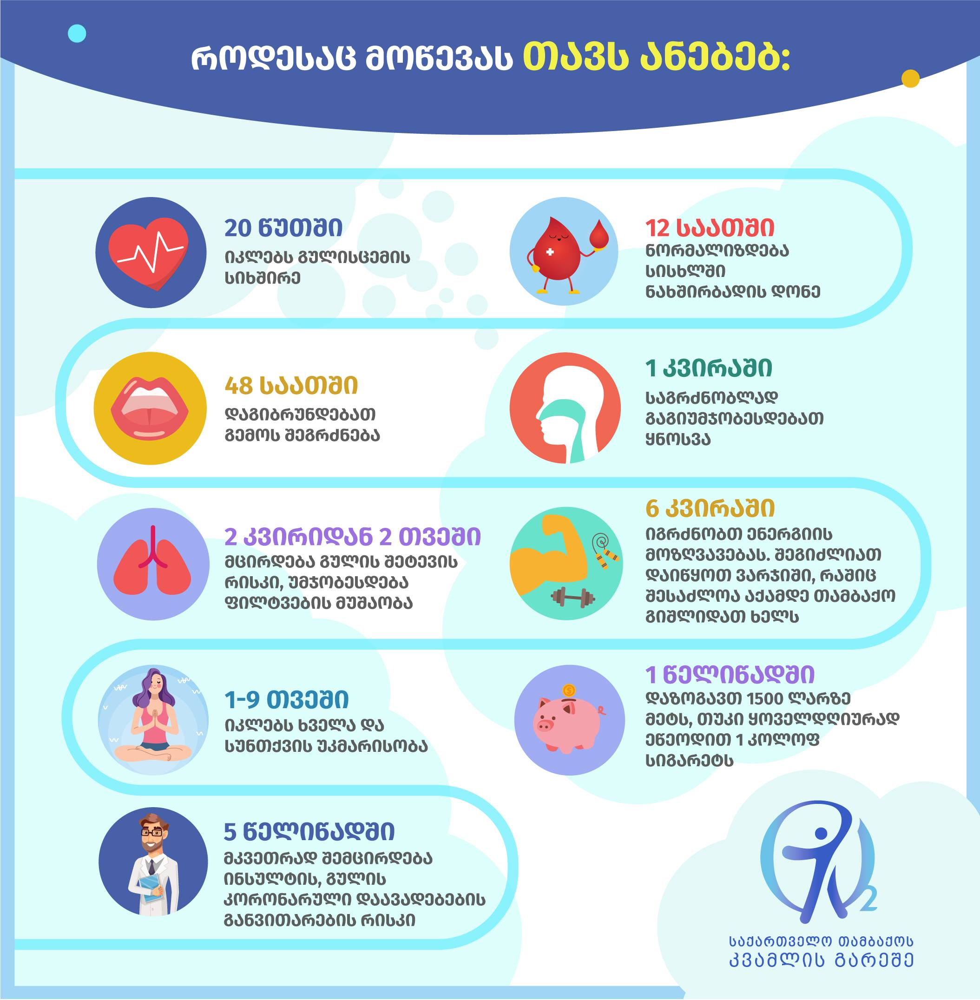 როდესაც მოწევას თავს ანებებ:
20 წუთში
იკლებს გულისცემის
სიხშირე
12 საათში
ნორმალიზდება
სისხლში
ნახშირბადის დონე
48 საათში
დაგიბრუნდებათ
გემოს შეგრძნება
1 კვირაში
საგრძნობლად
გაგიუმჯობესდებათ
ყნოსვა
2 კვირიდან 2 თვეში
მცირდება გულის შეტევის
რისკი, უმჯობესდება
ფილტვების მუშაობა
6 კვირაში
იგრძნობთ ენერგიის
მოზღვავებას. შეგიძლიათ
დაიწყოთ ვარჯიში, რაშიც
შესაძლოა აქამდე თამბაქო
გიშლიდათ ხელს
1-9 თვეში
იკლებს ხველა და
სუნთქვის უკმარისობა
1 წელიწადში
დაზოგავთ 1500 ლარზე
მეტს, თუკი ყოველდღიურად
ეწეოდით 1 კოლოფ
სიგარეტს
5 წელიწადში
მკვეთრად შემცირდება
ინსულტის, გულის
კორონარული დაავადებების
განვითარების რისკი
2
საქართველო თამბაქოს
კვამლის გარეშე